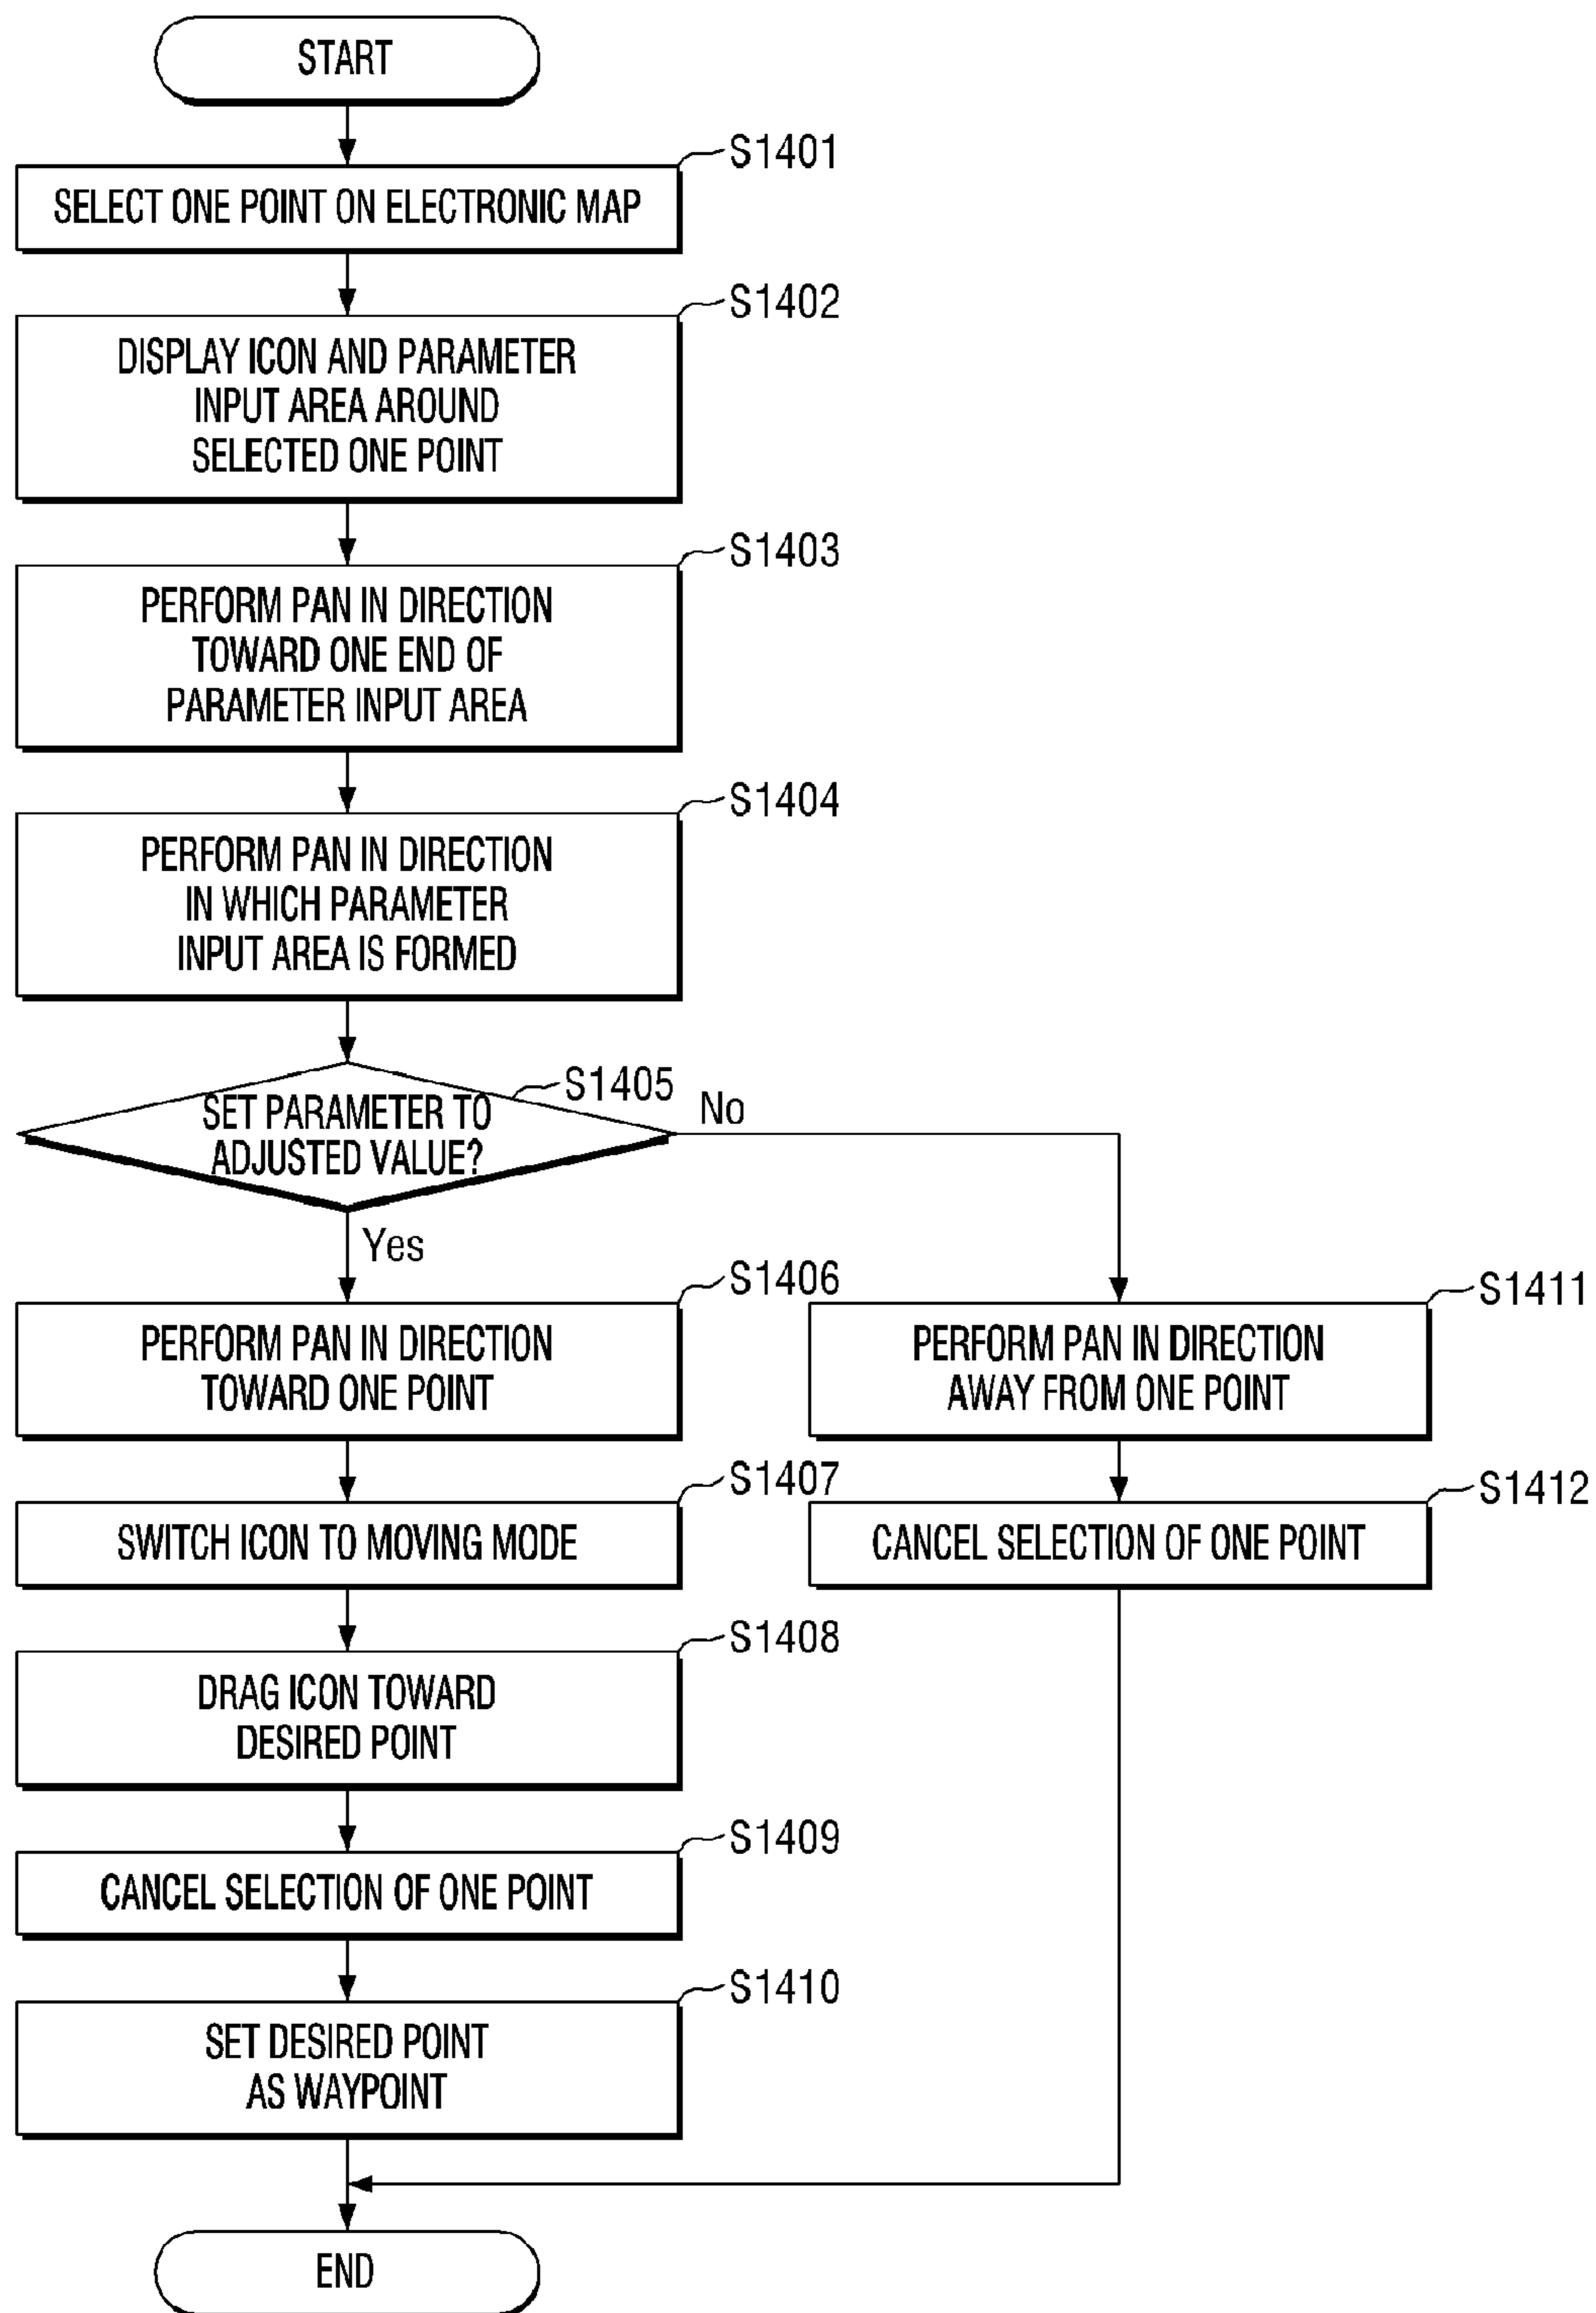 START
S1401
SELECT ONE POINT ON ELECTRONIC MAP
S1402
DISPLAY ICON AND PARAMETER
INPUT AREA AROUND
SELECTED ONE POINT
S1403
PERFORM PAN IN DIRECTION
TOWARD ONE END OF
PARAMETER INPUT AREA
S1404
PERFORM PAN IN DIRECTION
IN WHICH PARAMETER
INPUT AREA IS FORMED
S1405
SET PARAMETER TO
ADJUSTED VALUE?
No
Yes
S1406
PERFORM PAN IN DIRECTION
TOWARD ONE POINT
S1411
PERFORM PAN IN DIRECTION
AWAY FROM ONE POINT
S1407
SWITCH ICON TO MOVING MODE
S1412
CANCEL SELECTION OF ONE POINT
S1408
DRAG ICON TOWARD
DESIRED POINT
S1409
CANCEL SELECTION OF ONE POINT
S1410
SET DESIRED POINT
AS WAYPOINT
END